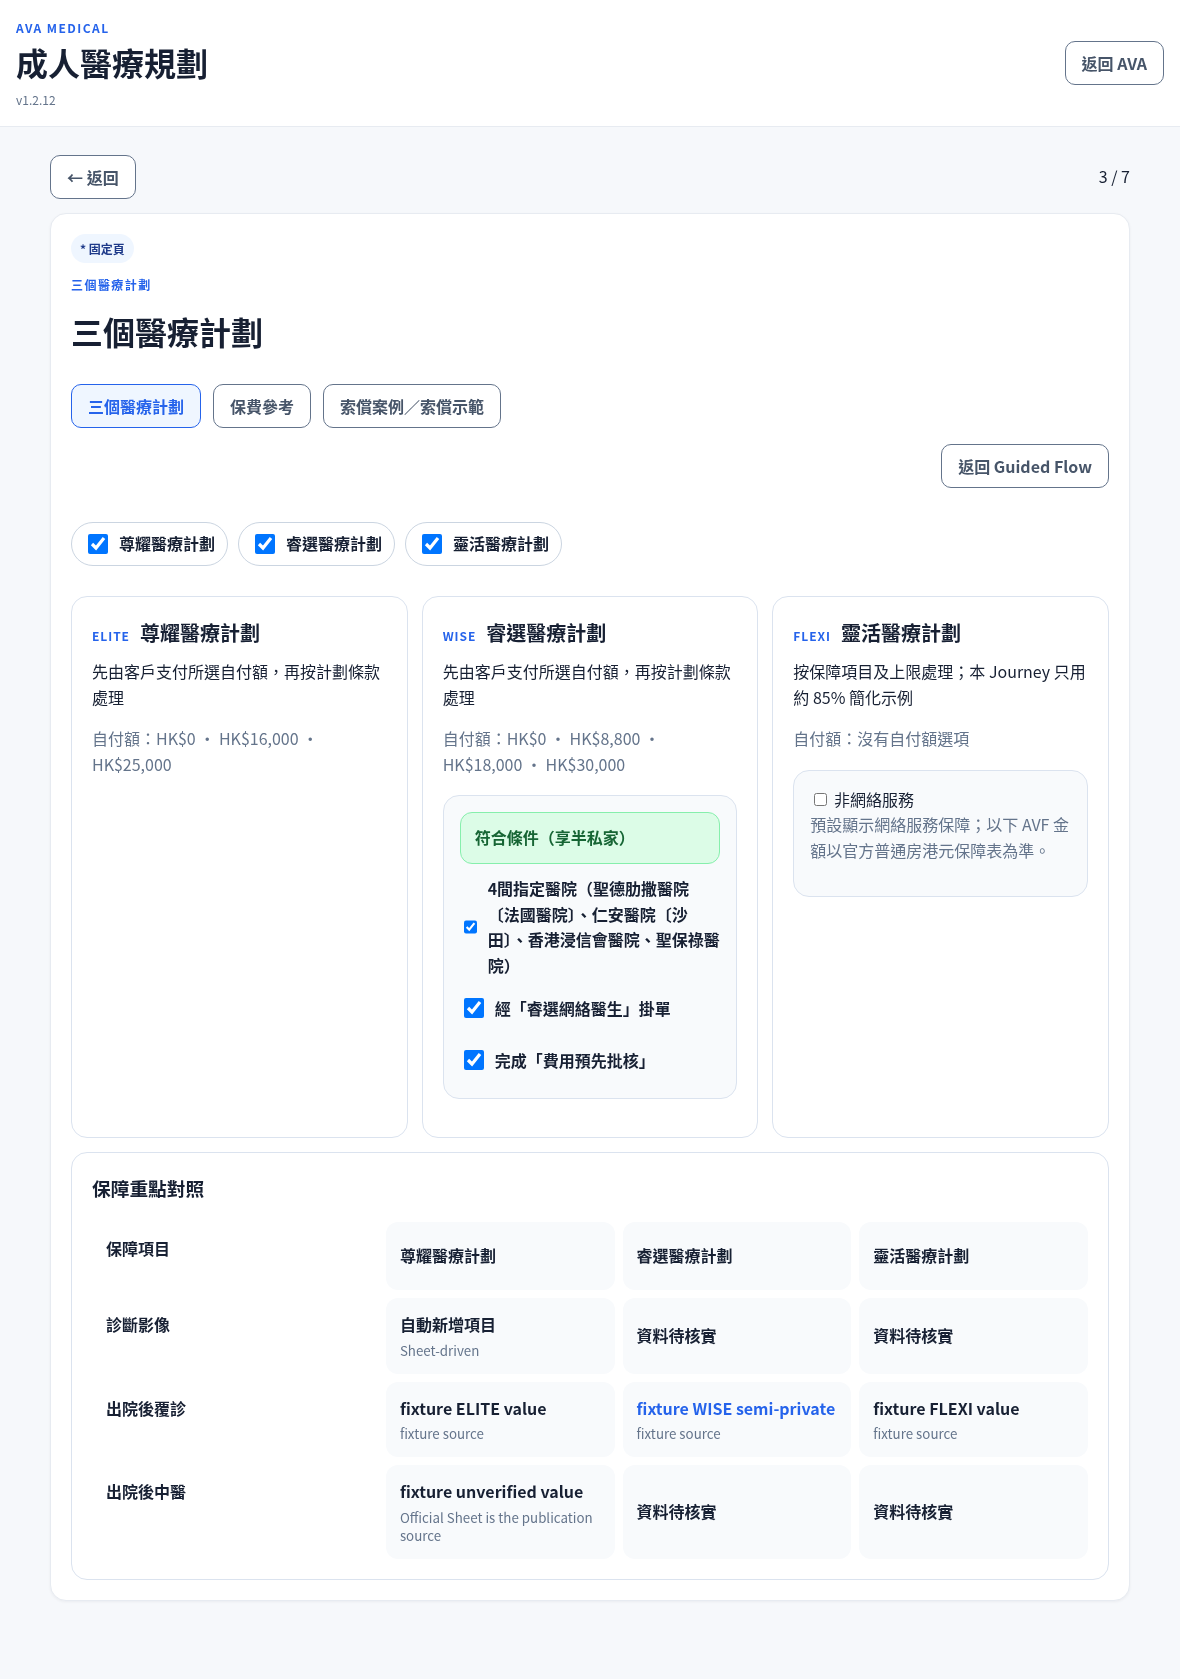 AVA MEDICAL
成人醫療規劃
v1.2.12
返回 AVA
← 返回
3 / 7
* 固定頁
三個醫療計劃
三個醫療計劃
三個醫療計劃
保費參考
索償案例／索償示範
返回 Guided Flow
尊耀醫療計劃
睿選醫療計劃
靈活醫療計劃
ELITE 尊耀醫療計劃
先由客戶支付所選自付額，再按計劃條款
處理
自付額：HK$0 · HK$16,000 ·
HK$25,000
WISE 睿選醫療計劃
先由客戶支付所選自付額，再按計劃條款
處理
自付額：HK$0 · HK$8,800 ·
HK$18,000 · HK$30,000
符合條件（享半私家）
4間指定醫院（聖德肋撒醫院
〔法國醫院〕、仁安醫院〔沙
田〕、香港浸信會醫院、聖保祿醫
院）
經「睿選網絡醫生」掛單
完成「費用預先批核」
FLEXI 靈活醫療計劃
按保障項目及上限處理；本 Journey 只用
約 85% 簡化示例
自付額：沒有自付額選項
非網絡服務
預設顯示網絡服務保障；以下 AVF 金
額以官方普通房港元保障表為準。
保障重點對照
保障項目
尊耀醫療計劃
睿選醫療計劃
靈活醫療計劃
診斷影像
自動新增項目
Sheet-driven
資料待核實
資料待核實
出院後覆診
fixture ELITE value
fixture source
fixture WISE semi-private
fixture source
fixture FLEXI value
fixture source
出院後中醫
fixture unverified value
Official Sheet is the publication
source
資料待核實
資料待核實